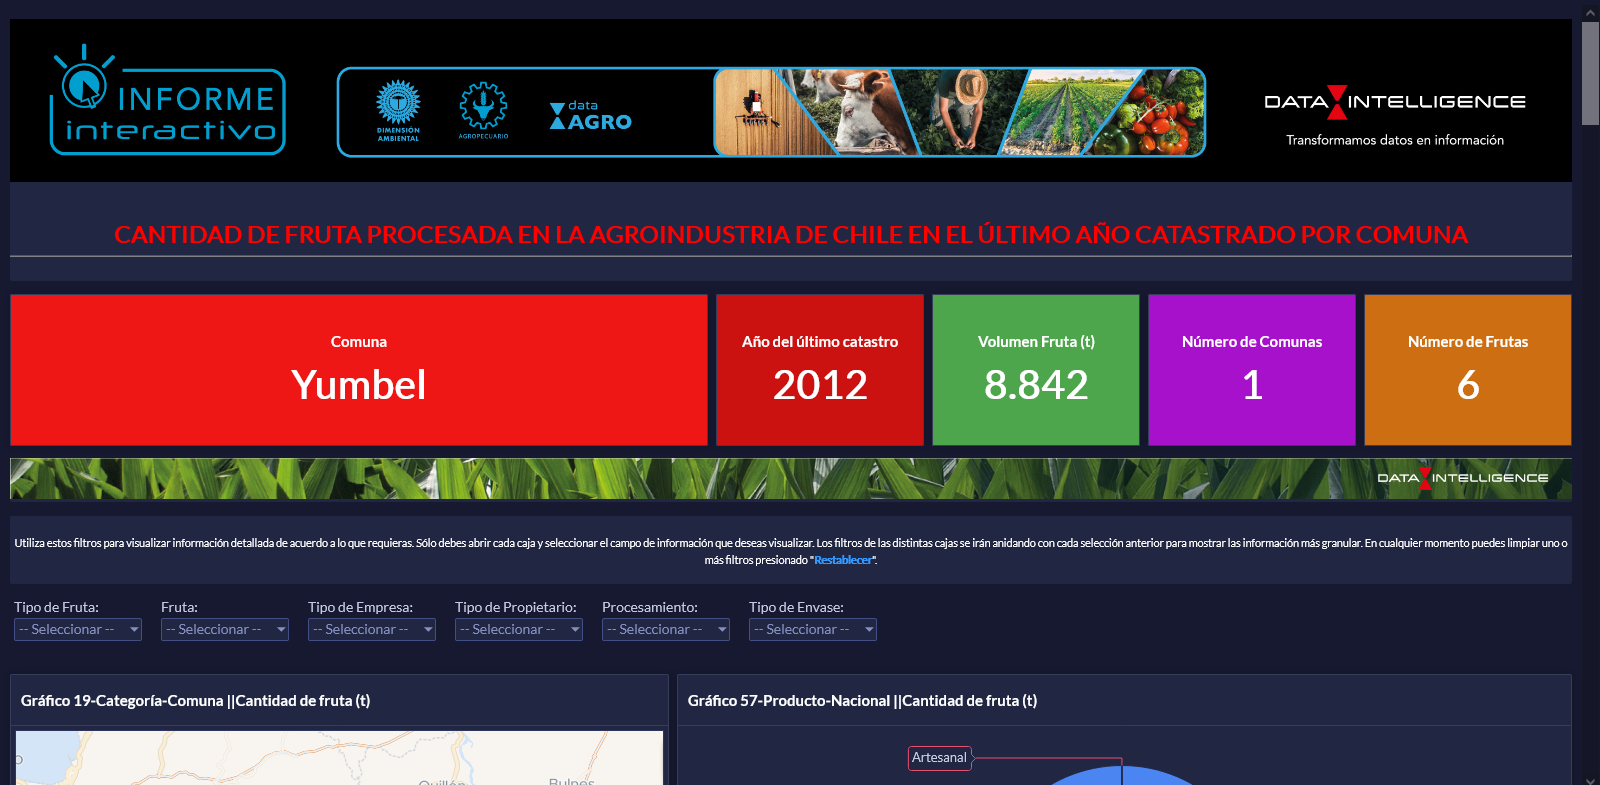 INFORME
interactivo
DIMENSIÓN
AMBIENTAL
AGROPECUARIO
data
AGRO
DATA INTELLIGENCE
Transformamos datos en información
CANTIDAD DE FRUTA PROCESADA EN LA AGROINDUSTRIA DE CHILE EN EL ÚLTIMO AÑO CATASTRADO POR COMUNA
Comuna
Yumbel
Año del último catastro
2012
Volumen Fruta (t)
8.842
Número de Comunas
1
Número de Frutas
6
DATA INTELLIGENCE
Utiliza estos filtros para visualizar información detallada de acuerdo a lo que requieras. Sólo debes abrir cada caja y seleccionar el campo de información que deseas visualizar. Los filtros de las distintas cajas se irán anidando con cada selección anterior para mostrar las información más granular. En cualquier momento puedes limpiar uno o
más filtros presionado "Restablecer".
Tipo de Fruta: Fruta: Tipo de Empresa: Tipo de Propietario: Procesamiento: Tipo de Envase:
-- Seleccionar -- -- Seleccionar -- -- Seleccionar -- -- Seleccionar -- -- Seleccionar -- -- Seleccionar --
Gráfico 19-Categoría-Comuna ||Cantidad de fruta (t)
Gráfico 57-Producto-Nacional ||Cantidad de fruta (t)
Artesanal
Quillón
Bulnes